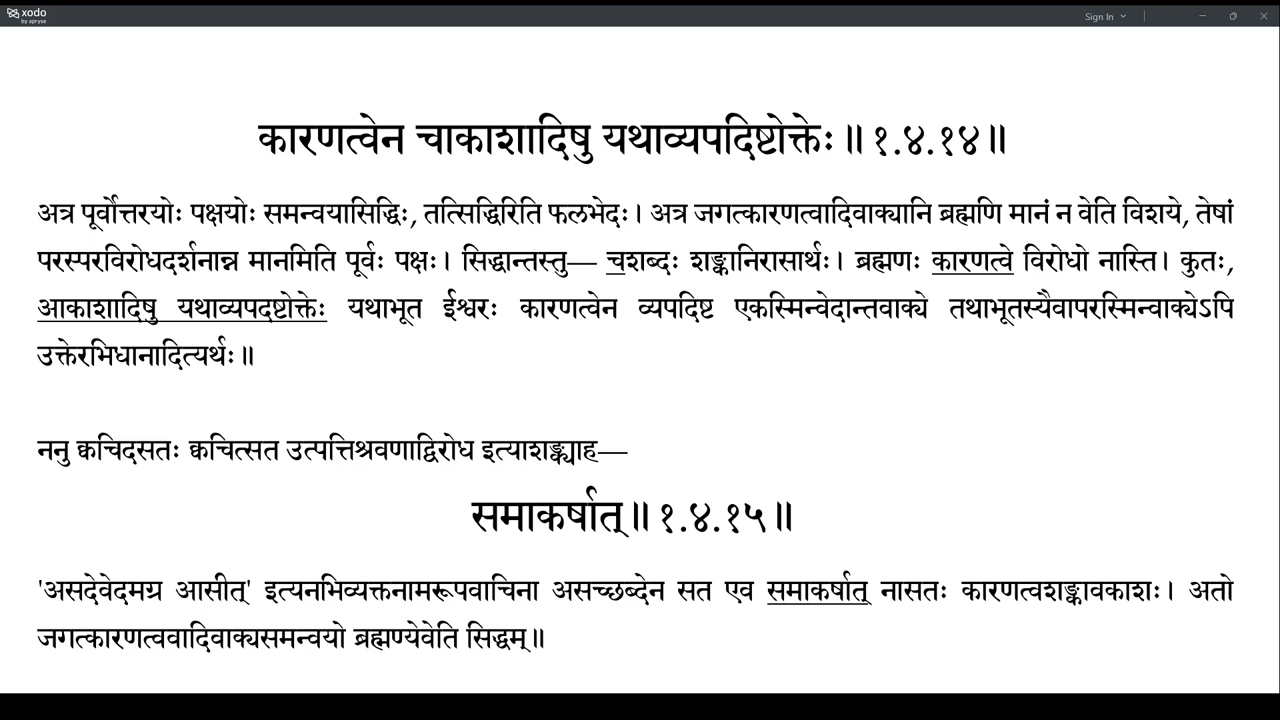 xodo
by apryse
Sign In
कारणत्वेन चाकाशादिषु यथाव्यपदिष्टोक्तेः॥ १.४.१४॥
अत्र पूर्वोत्तरयोः पक्षयोः समन्वयासिद्धिः, तत्सिद्धिरिति फलभेदः। अत्र जगत्कारणत्वादिवाक्यानि ब्रह्मणि मानं न वेति विशये, तेषां
परस्परविरोधदर्शनान्न मानमिति पूर्वः पक्षः। सिद्धान्तस्तु— चशब्दः शङ्कानिरासार्थः। ब्रह्मणः कारणत्वे विरोधो नास्ति। कुतः,
आकाशादिषु यथाव्यपदष्टोक्तेः यथाभूत ईश्वरः कारणत्वेन व्यपदिष्ट एकस्मिन्वेदान्तवाक्ये तथाभूतस्यैवापरस्मिन्वाक्येऽपि
उक्तेरभिधानादित्यर्थः॥
ननु क्वचिदसतः क्वचित्सत उत्पत्तिश्रवणाद्विरोध इत्याशङ्क्याह—
समाकर्षात्॥ १.४.१५॥
'असदेवेदमग्र आसीत्' इत्यनभिव्यक्तनामरूपवाचिना असच्छब्देन सत एव समाकर्षात् नासतः कारणत्वशङ्कावकाशः। अतो
जगत्कारणत्ववादिवाक्यसमन्वयो ब्रह्मण्येवेति सिद्धम्॥